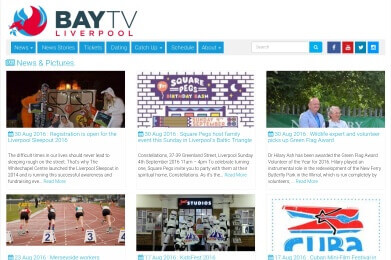 BAY TV
LIVERPOOL
News News Stories Tickets Dating Catch Up Schedule About
Search
News & Pictures
SQUARE PEGS
BIRTHDAY BASH
30 Aug 2016 · Registration is open for the Liverpool Sleepout 2016
The difficult times in our lives should never lead to sleeping rough on the street. That's why The Whitechapel Centre launched the Liverpool Sleepout in 2014 and is running this successful awareness and fundraising eve... Read More
30 Aug 2016 · Square Pegs host family event this Sunday in Liverpool's Baltic Triangle
Constellations, 37-39 Greenland Street, Liverpool Sunday 4th September 2016 11am - 4pm To celebrate turning one, Square Pegs invite you to party with them at their spiritual home, Constellations. As it's the... Read More
30 Aug 2016 · Wildlife expert and volunteer picks up Green Flag Award
Dr Hilary Ash has been awarded the Green Flag Award Volunteer of the Year for 2016. Hilary played an instrumental role in the redevelopment of the New Ferry Butterfly Park in the Wirral, which is run completely by volunteers,... Read More
STUDIOS
CUBA
23 Aug 2016 · Merseyside workers
17 Aug 2016 · KidsFest 2016
17 Aug 2016 · Cuban Mini-Film Festival in